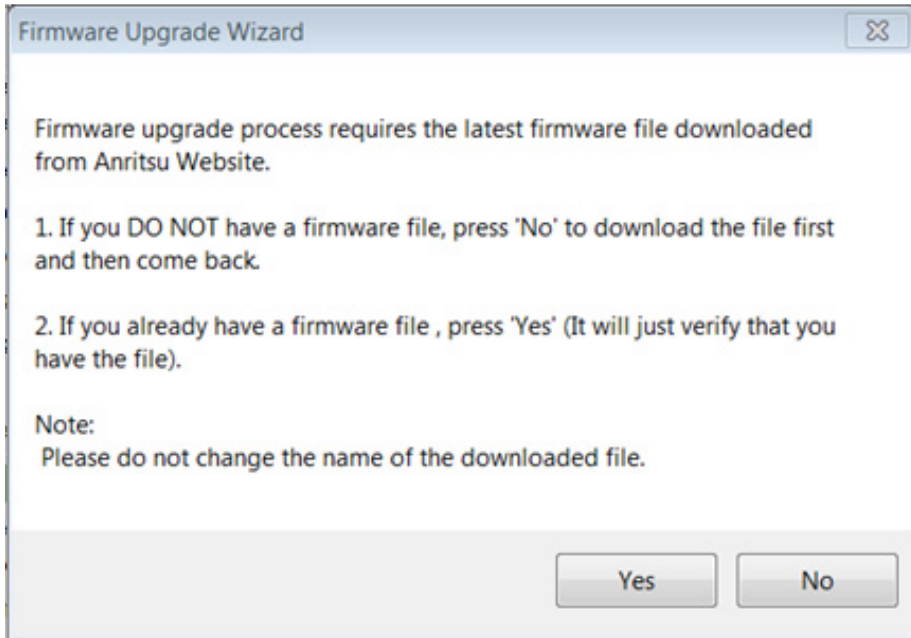 Firmware Upgrade Wizard
Firmware upgrade process requires the latest firmware file downloaded
from Anritsu Website.
1. If you DO NOT have a firmware file, press 'No' to download the file first
and then come back.
2. If you already have a firmware file , press 'Yes' (It will just verify that you
have the file).
Note:
Please do not change the name of the downloaded file.
Yes
No